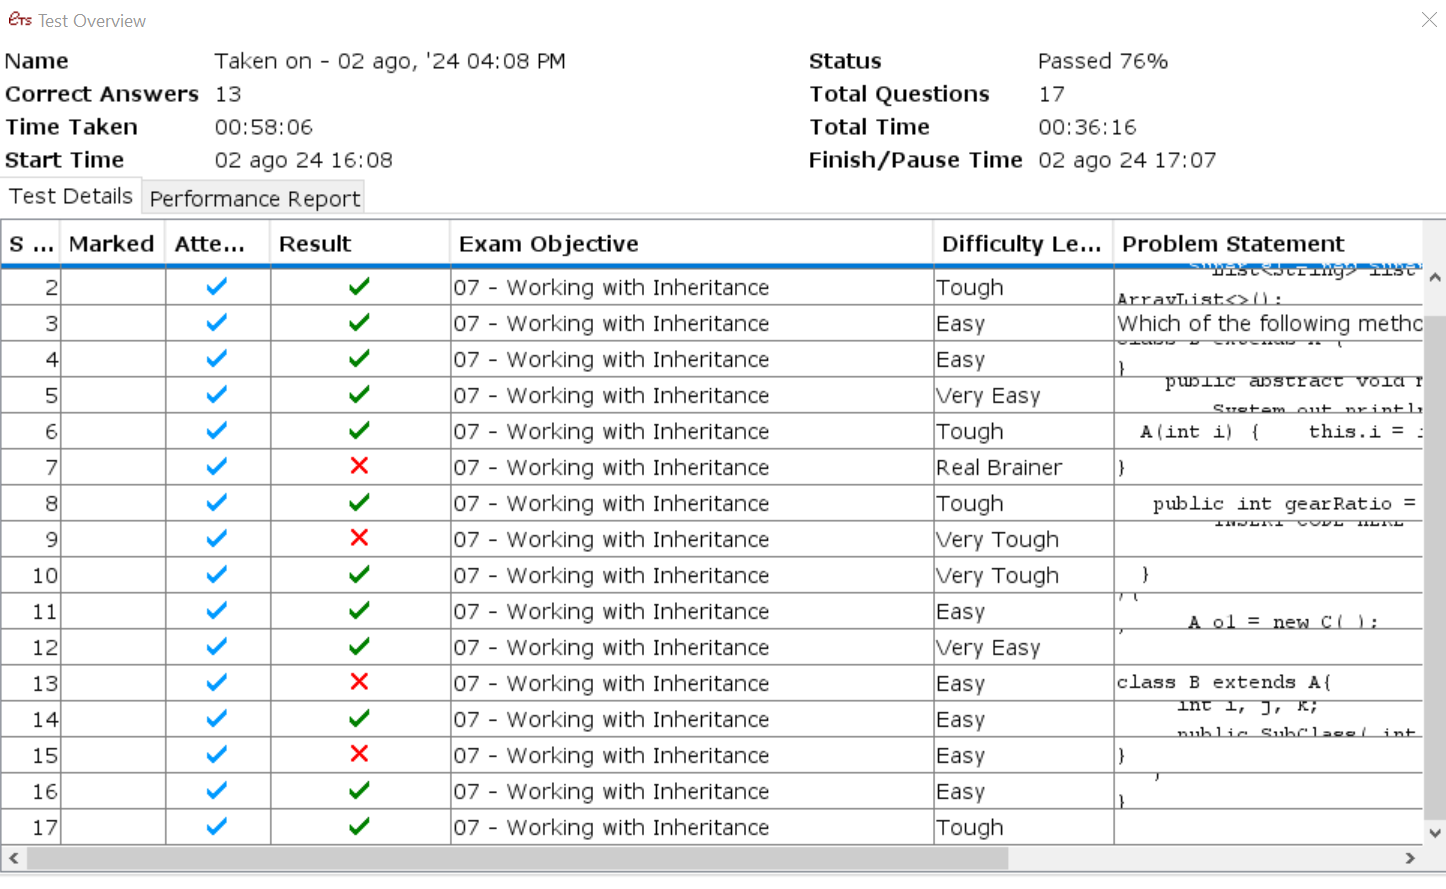 eTs Test Overview
Name Taken on - 02 ago, '24 04:08 PM Status Passed 76%
Correct Answers 13 Total Questions 17
Time Taken 00:58:06 Total Time 00:36:16
Start Time 02 ago 24 16:08 Finish/Pause Time 02 ago 24 17:07
Test Details Performance Report
S ... Marked Atte... Result Exam Objective Difficulty Le... Problem Statement
List<String> list
2 07 - Working with Inheritance Tough ArrayList<>();
3 07 - Working with Inheritance Easy Which of the following metho
class B extends A {
4 07 - Working with Inheritance Easy }
public abstract void
5 07 - Working with Inheritance Very Easy System.out.println
6 07 - Working with Inheritance Tough A(int i) { this.i =
7 07 - Working with Inheritance Real Brainer }
8 07 - Working with Inheritance Tough public int gearRatio =
INSERT CODE HERE
9 07 - Working with Inheritance Very Tough
10 07 - Working with Inheritance Very Tough }
11 07 - Working with Inheritance Easy A o1 = new C( );
12 07 - Working with Inheritance Very Easy
13 07 - Working with Inheritance Easy class B extends A{
int i, j, k;
14 07 - Working with Inheritance Easy public SubClass( int
15 07 - Working with Inheritance Easy }
16 07 - Working with Inheritance Easy }
17 07 - Working with Inheritance Tough